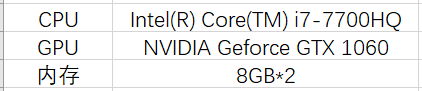 CPU Intel(R) Core(TM) i7-7700HQ
GPU NVIDIA Geforce GTX 1060
内存 8GB*2